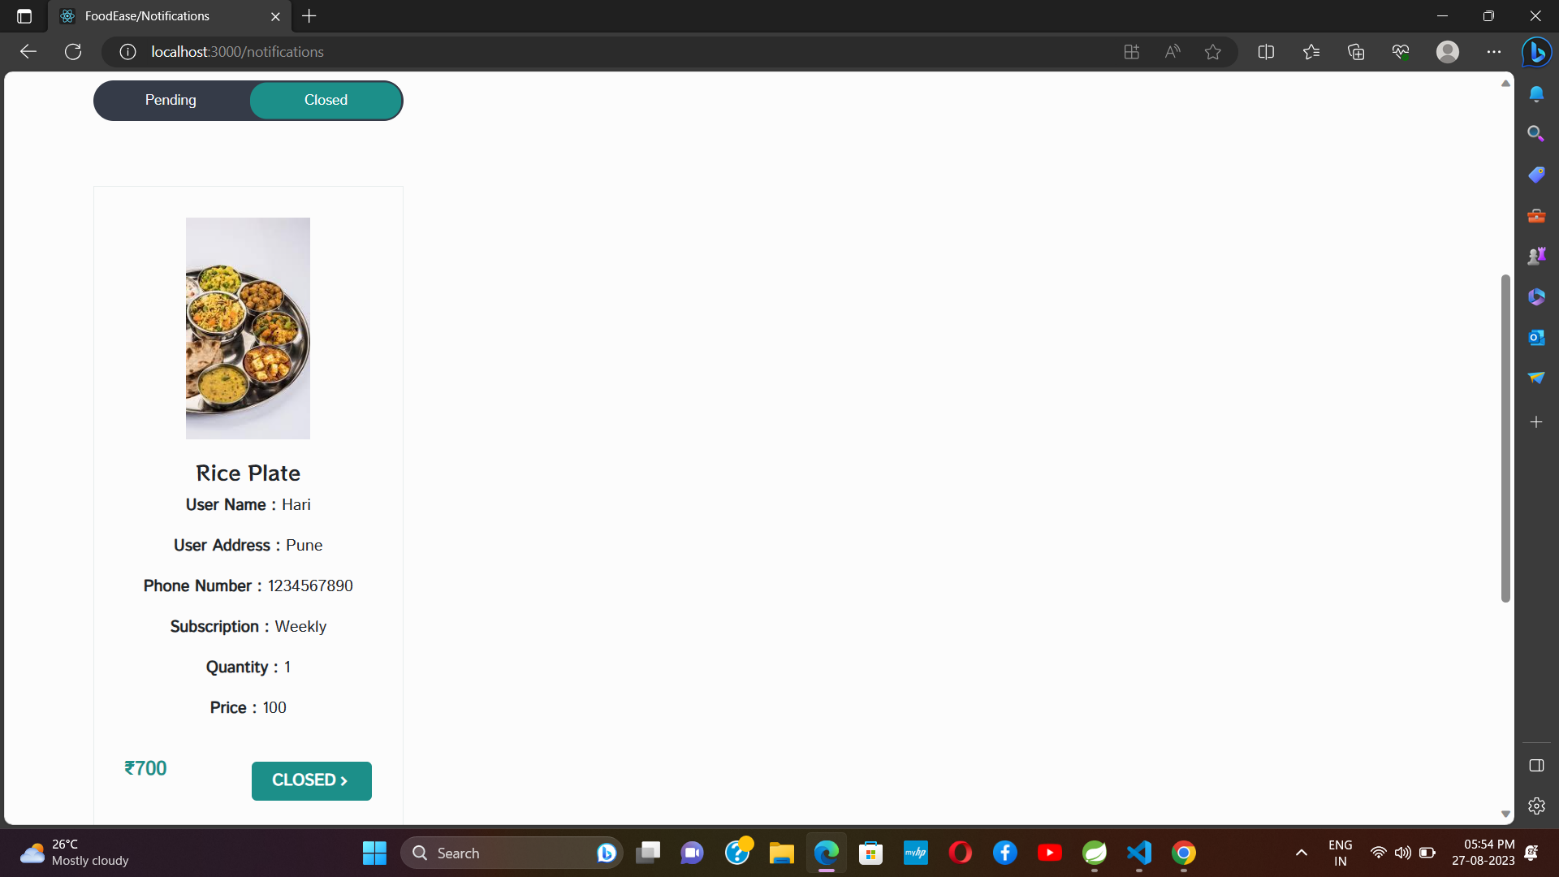 FoodEase/Notifications
localhost:3000/notifications
Pending
Closed
Rice Plate
User Name : Hari
User Address : Pune
Phone Number : 1234567890
Subscription : Weekly
Quantity : 1
Price : 100
₹700
CLOSED >
26°C
Mostly cloudy
Search
myhp
ENG
IN
05:54 PM
27-08-2023